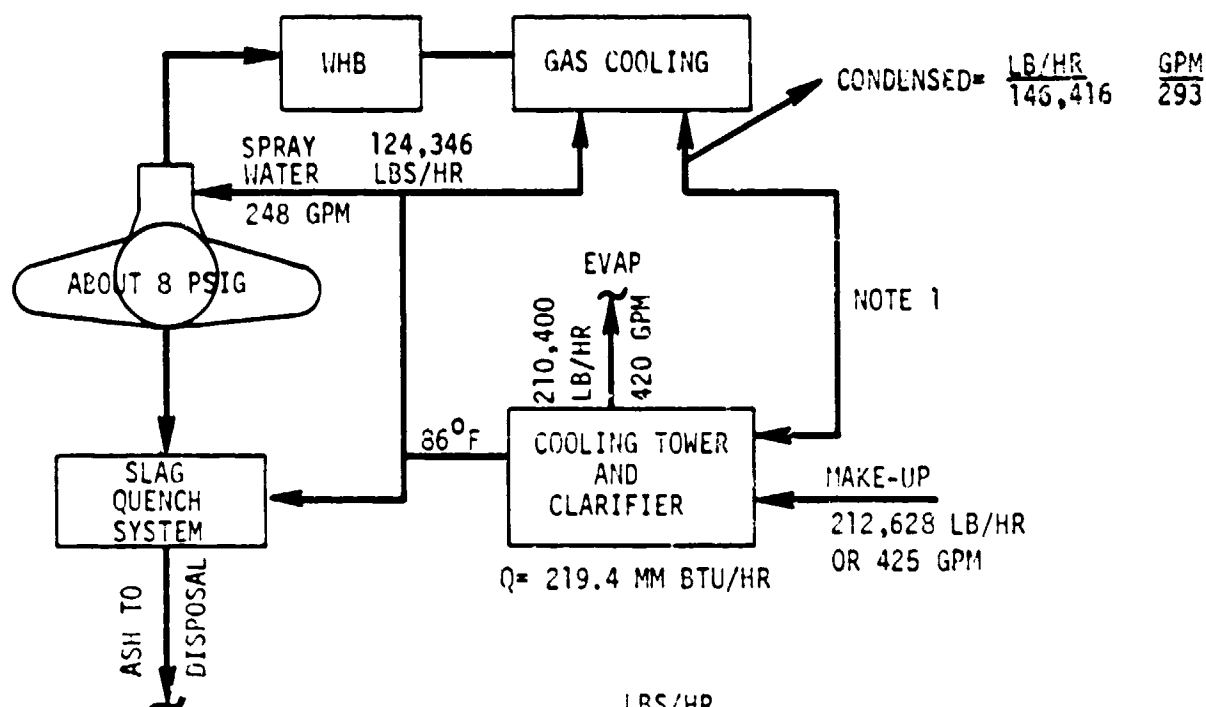 WHB
GAS COOLING
CONDENSED= LB/HR GPM
146,416 293
SPRAY 124,346
WATER LBS/HR
248 GPM
ABOUT 8 PSIG
EVAP
210,400
LB/HR
420 GPM
NOTE 1
86°F
COOLING TOWER
AND
CLARIFIER
SLAG
QUENCH
SYSTEM
MAKE-UP
212,628 LB/HR
OR 425 GPM
Q= 219.4 MM BTU/HR
ASH TO
DISPOSAL
LBS/HR